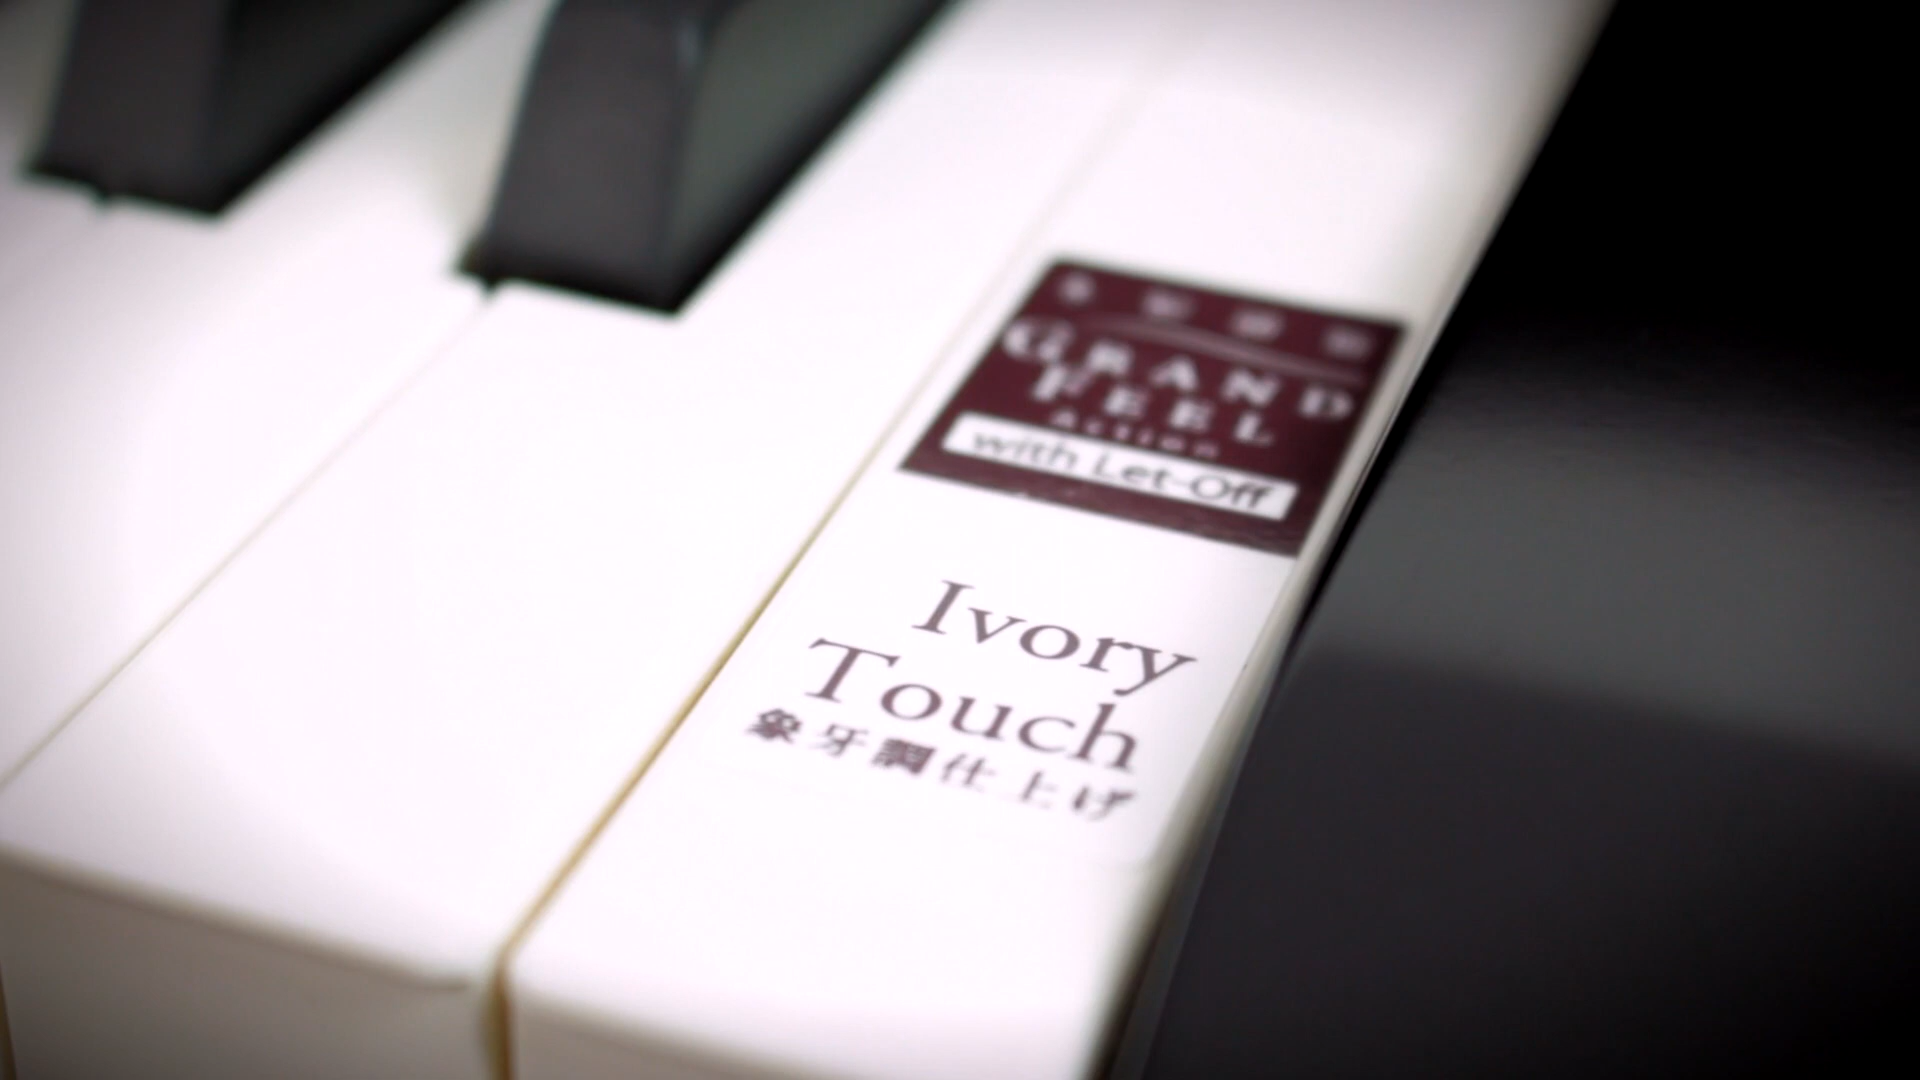 GRAND
FEEL
ACTION
with Let-Off
Ivory
Touch
象牙調仕上げ